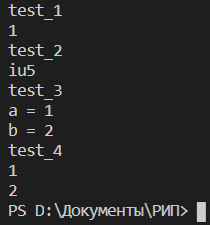 test_1
1
test_2
iu5
test_3
a = 1
b = 2
test_4
1
2
PS D:\Документы\РИП>